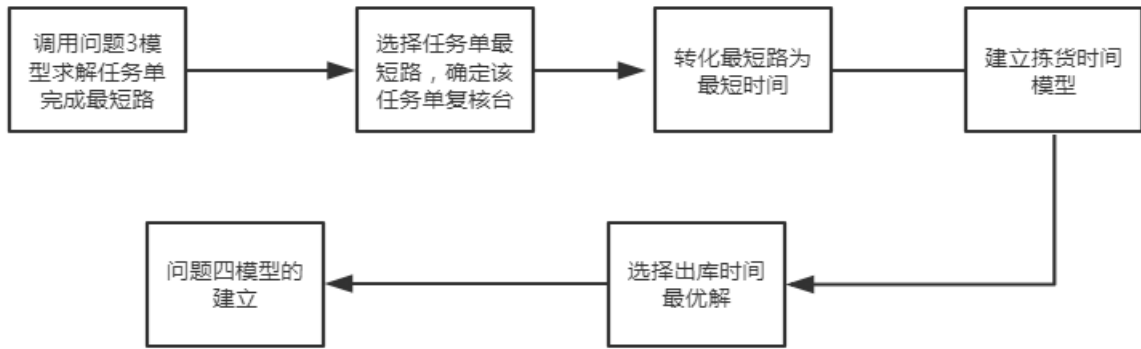 调用问题3模
型求解任务单
完成最短路
选择任务单最
短路，确定该
任务单复核台
转化最短路为
最短时间
建立拣货时间
模型
选择出库时间
最优解
问题四模型的
建立